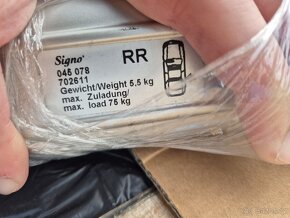 Signo®
RR
045 078
702611
Gewicht/Weight 5,5 kg
max. Zuladung/
max. load 75 kg